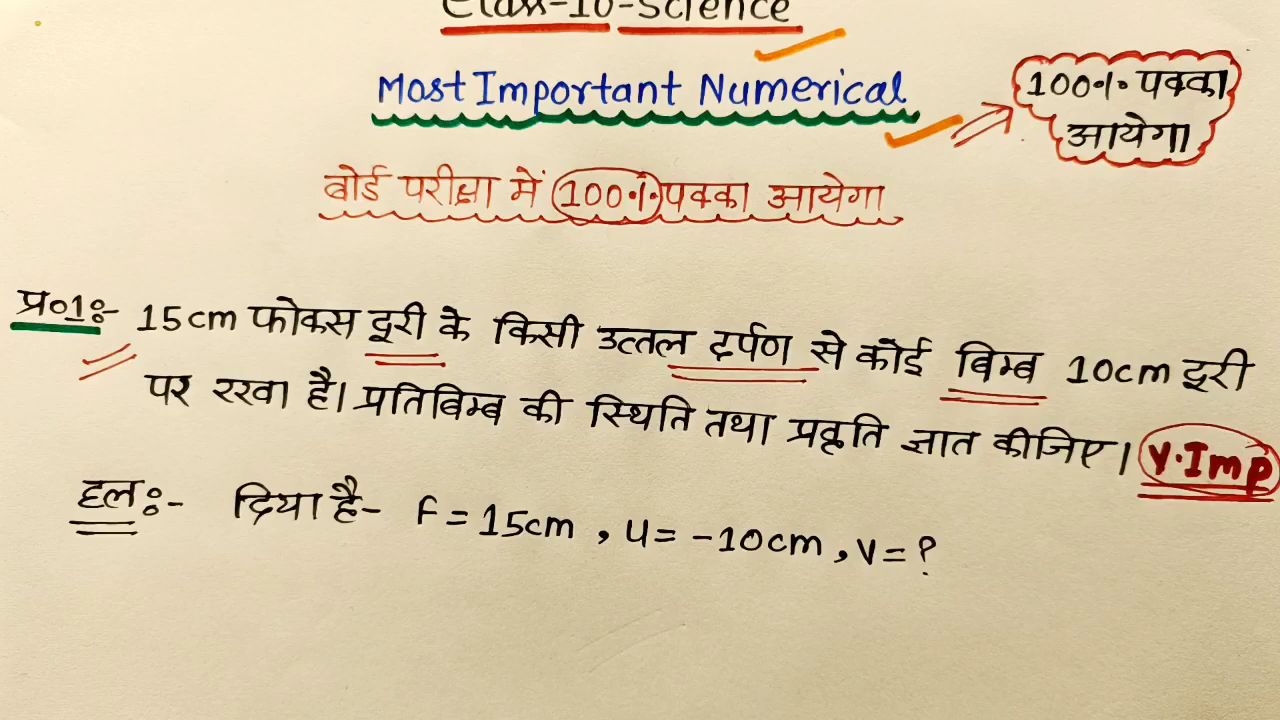 Class-10-Science
Most Important Numerical
100% पक्का
आयेगा
बोर्ड परीक्षा में 100% पक्का आयेगा
प्र०1:- 15cm फोकस दूरी के किसी उत्तल दर्पण से कोई बिम्ब 10cm दूरी
पर रखा है। प्रतिबिम्ब की स्थिति तथा प्रकृति ज्ञात कीजिए। V.Imp
हल:- दिया है- F = 15cm , u = -10cm , v = ?